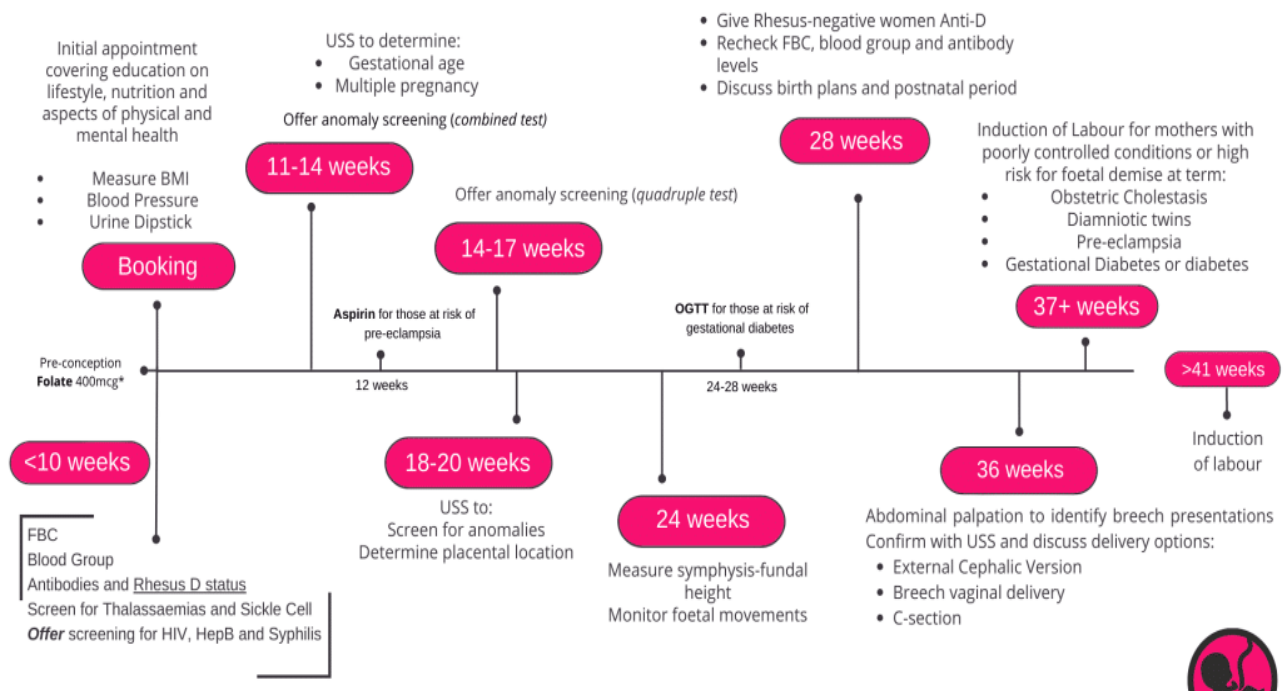 Initial appointment
covering education on
lifestyle, nutrition and
aspects of physical and
mental health
• Measure BMI
• Blood Pressure
• Urine Dipstick
Booking
USS to determine:
• Gestational age
• Multiple pregnancy
Offer anomaly screening (combined test)
11-14 weeks
Offer anomaly screening (quadruple test)
14-17 weeks
• Give Rhesus-negative women Anti-D
• Recheck FBC, blood group and antibody
levels
• Discuss birth plans and postnatal period
28 weeks
Induction of Labour for mothers with
poorly controlled conditions or high
risk for foetal demise at term:
• Obstetric Cholestasis
• Diamniotic twins
• Pre-eclampsia
• Gestational Diabetes or diabetes
37+ weeks
Pre-conception
Folate 400mcg*
Aspirin for those at risk of
pre-eclampsia
12 weeks
OGTT for those at risk of
gestational diabetes
24-28 weeks
>41 weeks
Induction
of labour
<10 weeks
FBC
Blood Group
Antibodies and Rhesus D status
Screen for Thalassaemias and Sickle Cell
Offer screening for HIV, HepB and Syphilis
18-20 weeks
USS to:
Screen for anomalies
Determine placental location
24 weeks
Measure symphysis-fundal
height
Monitor foetal movements
36 weeks
Abdominal palpation to identify breech presentations
Confirm with USS and discuss delivery options:
• External Cephalic Version
• Breech vaginal delivery
• C-section